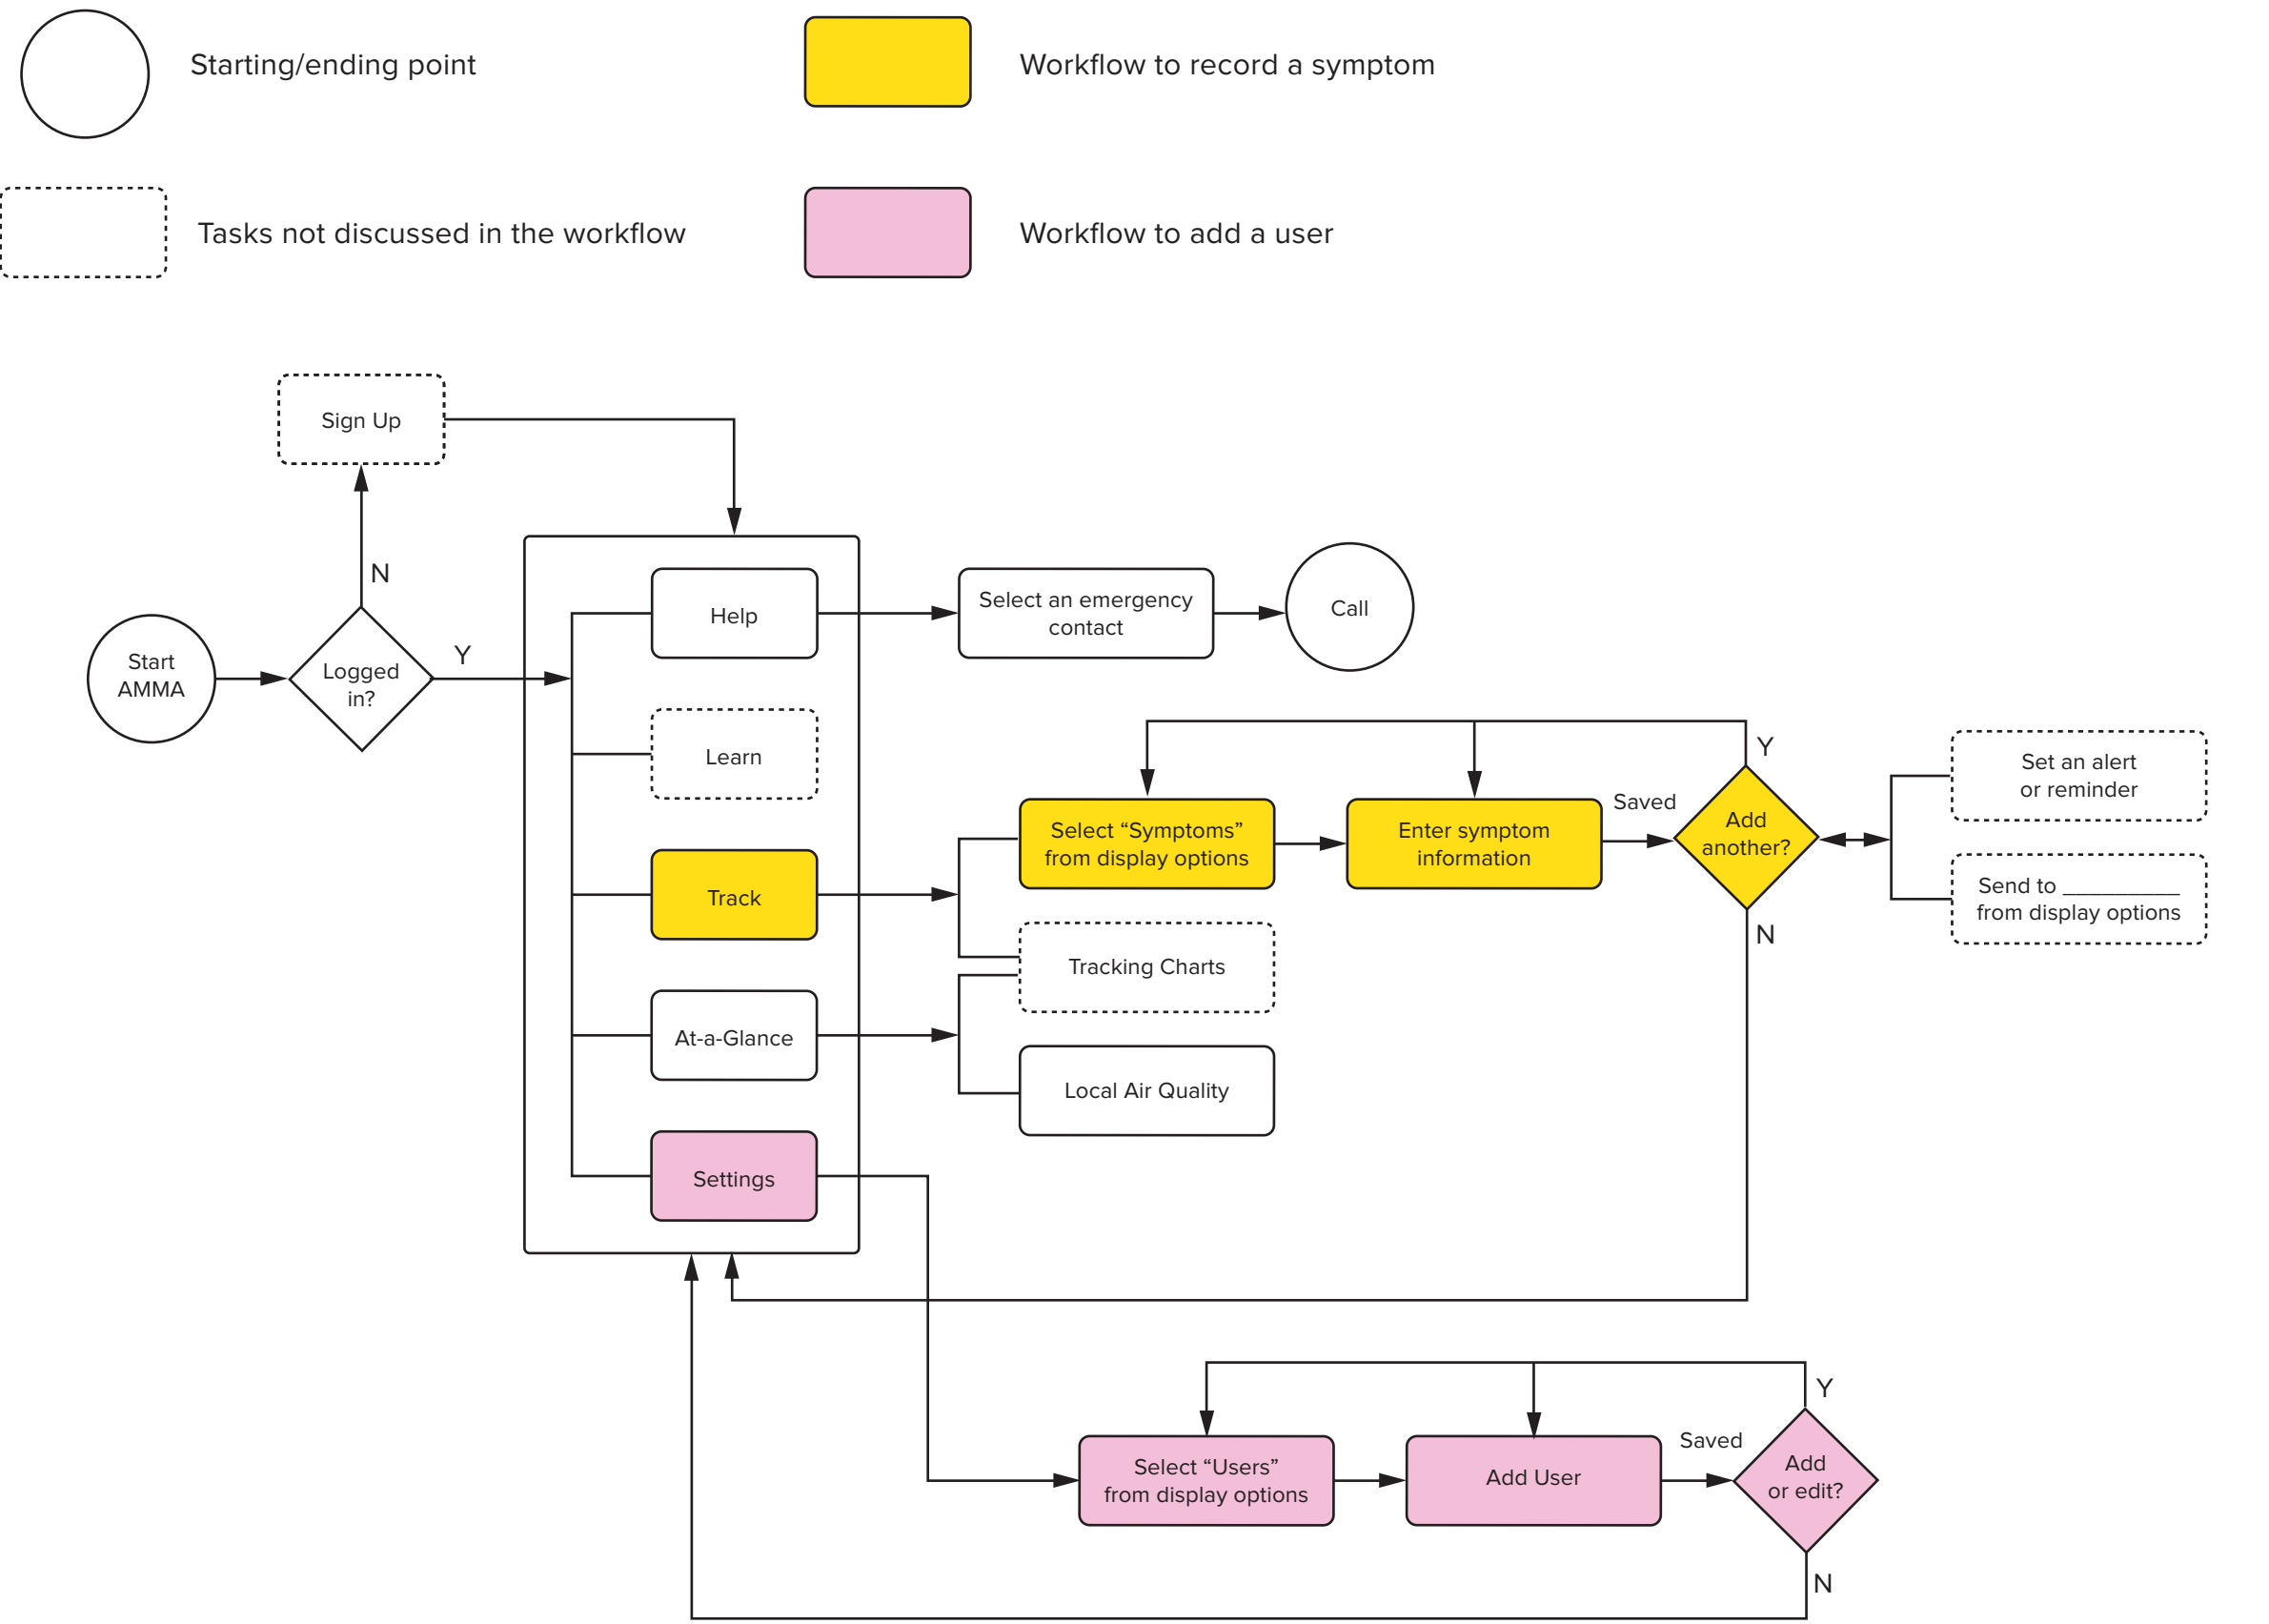 Starting/ending point
Workflow to record a symptom
Tasks not discussed in the workflow
Workflow to add a user
Sign Up
N
Start
AMMA
Logged
in?
Y
Help
Select an emergency
contact
Call
Learn
Track
Select “Symptoms”
from display options
Enter symptom
information
Saved
Add
another?
Y
N
Set an alert
or reminder
Send to _________
from display options
Tracking Charts
At-a-Glance
Local Air Quality
Settings
Select “Users”
from display options
Add User
Saved
Add
or edit?
Y
N